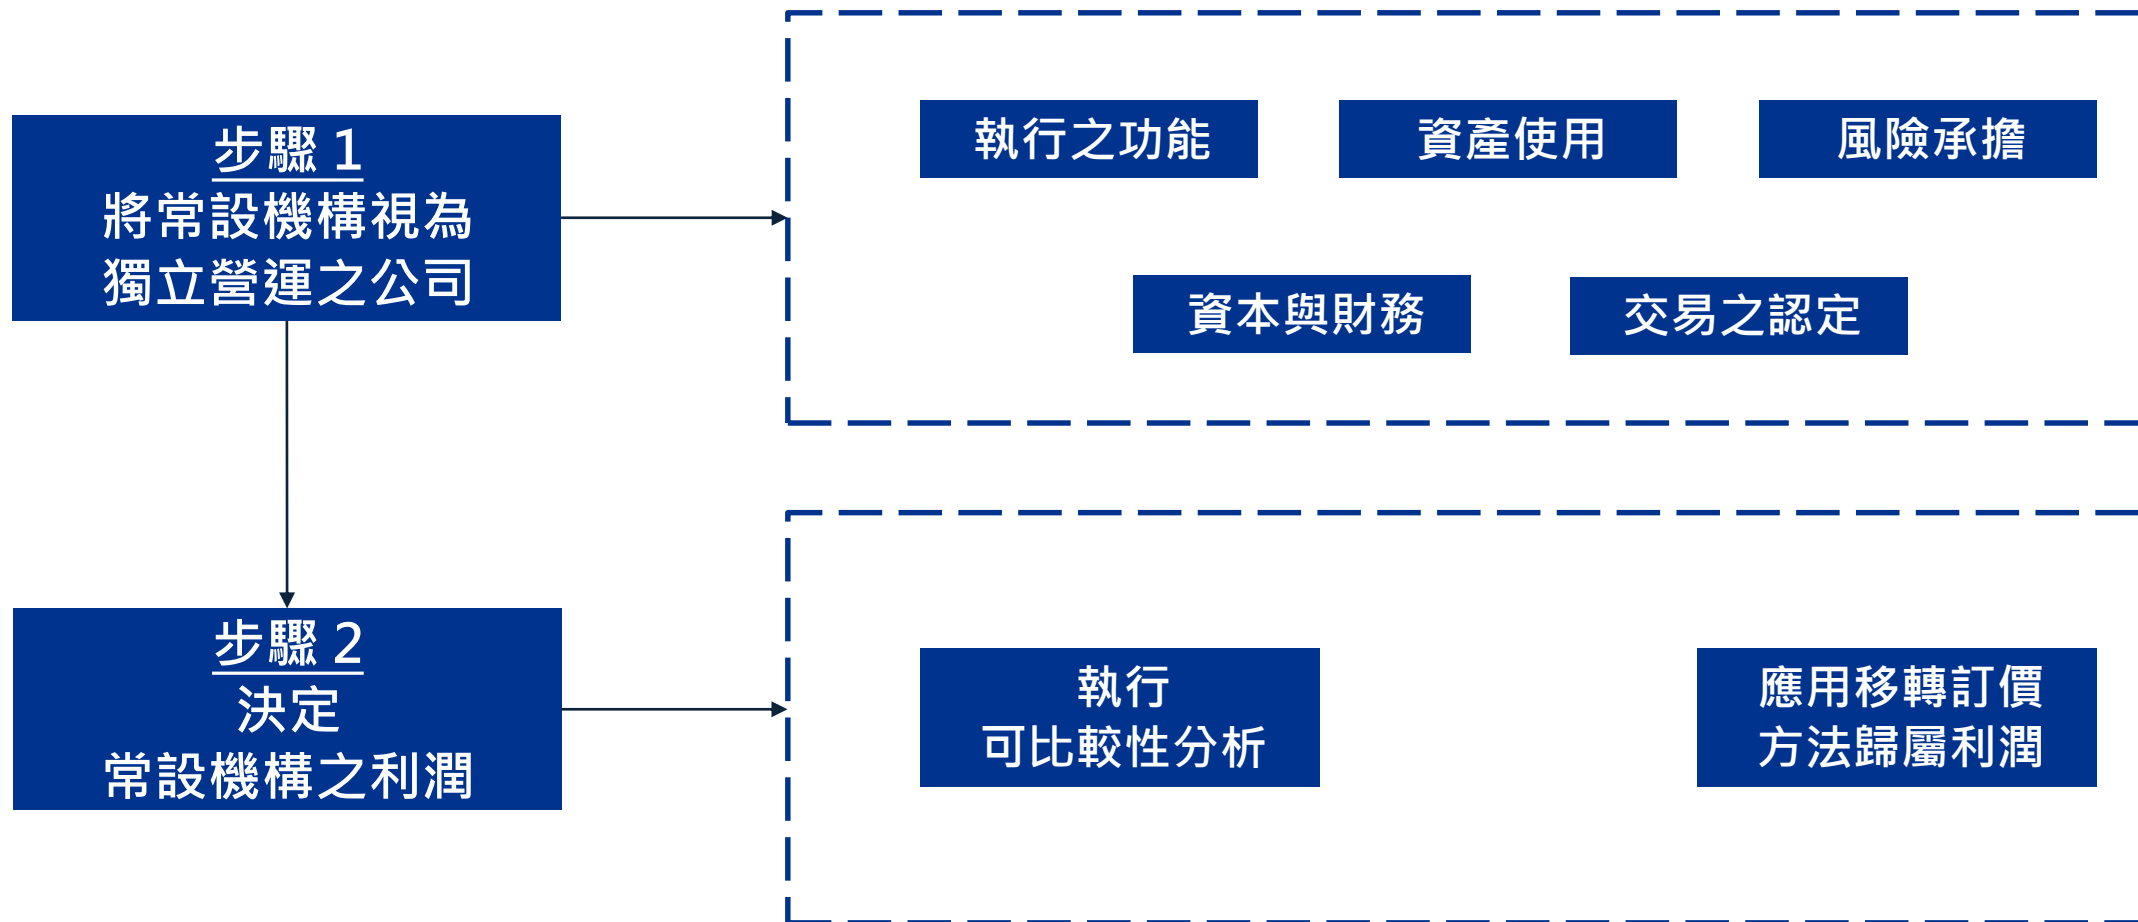 步驟 1
將常設機構視為
獨立營運之公司
執行之功能
資產使用
風險承擔
資本與財務
交易之認定
步驟 2
決定
常設機構之利潤
執行
可比較性分析
應用移轉訂價
方法歸屬利潤